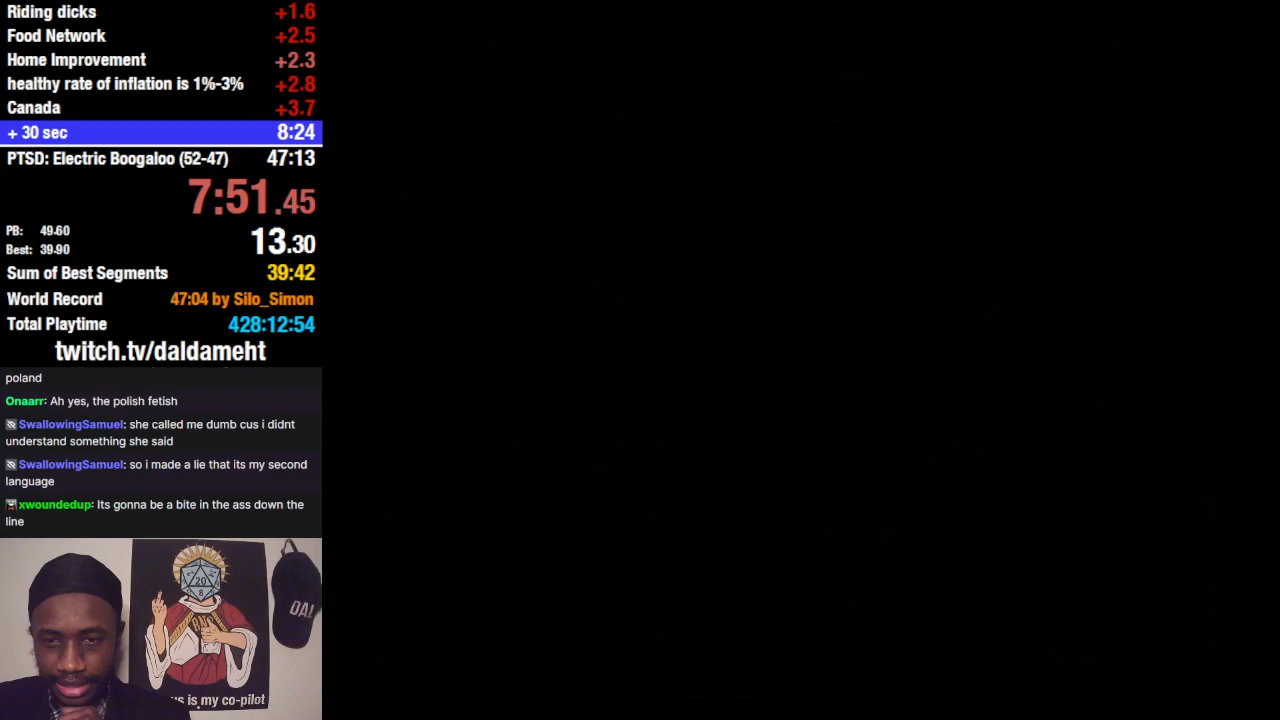 Riding dicks +1.6
Food Network +2.5
Home Improvement +2.3
healthy rate of inflation is 1%-3% +2.8
Canada +3.7
+ 30 sec 8:24
PTSD: Electric Boogaloo (52-47) 47:13
7:51.45
PB: 49.60
Best: 39.90
13.30
Sum of Best Segments 39:42
World Record 47:04 by Silo_Simon
Total Playtime 428:12:54
twitch.tv/daldameht
poland
Onaarr: Ah yes, the polish fetish
SwallowingSamuel: she called me dumb cus i didnt
understand something she said
SwallowingSamuel: so i made a lie that its my second
language
xwoundedup: Its gonna be a bite in the ass down the
line
20
8
DAL
us is my co-pilot